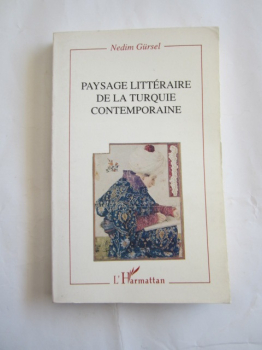 Nedim Gürsel
PAYSAGE LITTÉRAIRE
DE LA TURQUIE
CONTEMPORAINE
L'Harmattan